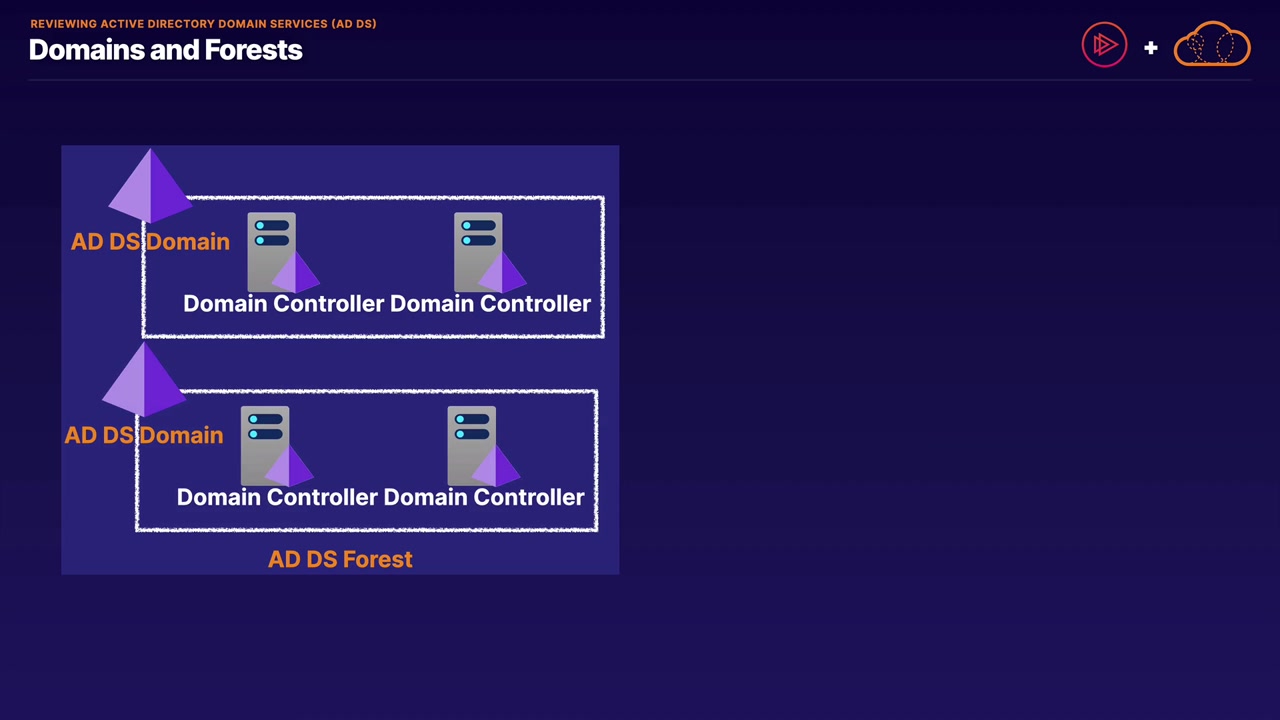 REVIEWING ACTIVE DIRECTORY DOMAIN SERVICES (AD DS)
Domains and Forests
AD DS Domain
Domain Controller Domain Controller
AD DS Domain
Domain Controller Domain Controller
AD DS Forest